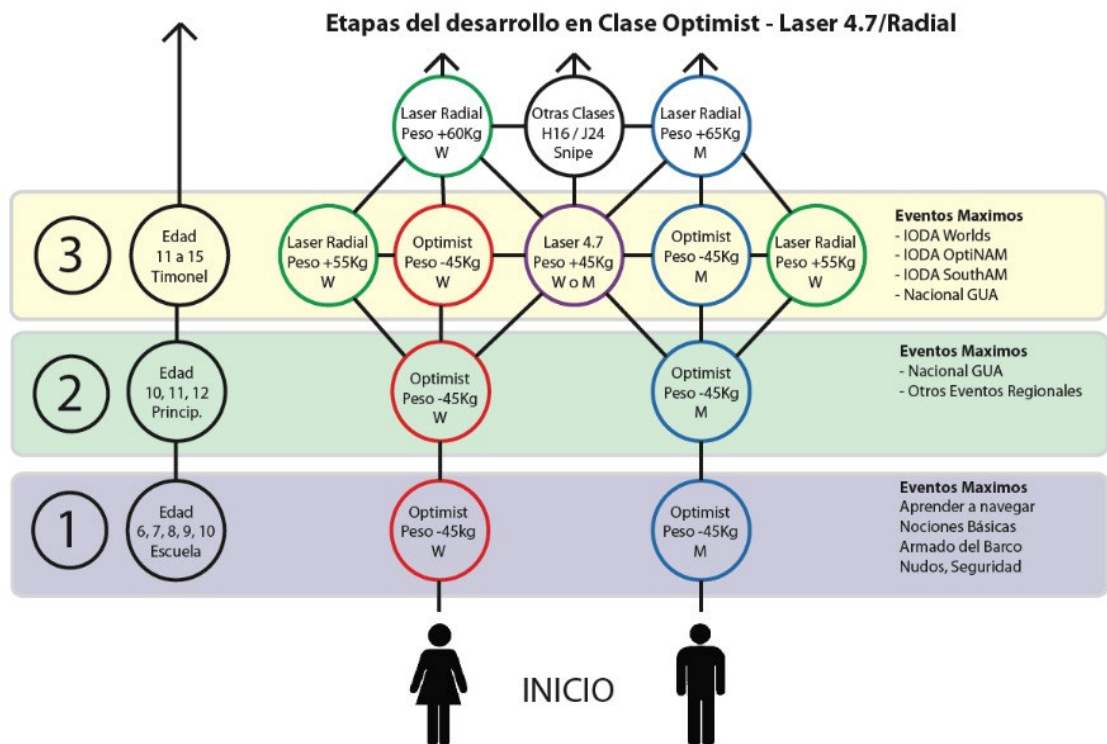 Etapas del desarrollo en Clase Optimist - Laser 4.7/Radial
Laser Radial
Peso +60Kg
W
Otras Clases
H16 / J24
Snipe
Laser Radial
Peso +65Kg
M
3
Edad
11 a 15
Timonel
Laser Radial
Peso +55Kg
W
Optimist
Peso -45Kg
W
Laser 4.7
Peso +45Kg
W o M
Optimist
Peso -45Kg
M
Laser Radial
Peso +55Kg
W
Eventos Maximos
- IODA Worlds
- IODA OptiNAM
- IODA SouthAM
- Nacional GUA
2
Edad
10, 11, 12
Princip.
Optimist
Peso -45Kg
W
Optimist
Peso -45Kg
M
Eventos Maximos
- Nacional GUA
- Otros Eventos Regionales
1
Edad
6, 7, 8, 9, 10
Escuela
Optimist
Peso -45kg
W
Optimist
Peso -45Kg
M
Eventos Maximos
Aprender a navegar
Nociones Básicas
Armado del Barco
Nudos, Seguridad
INICIO